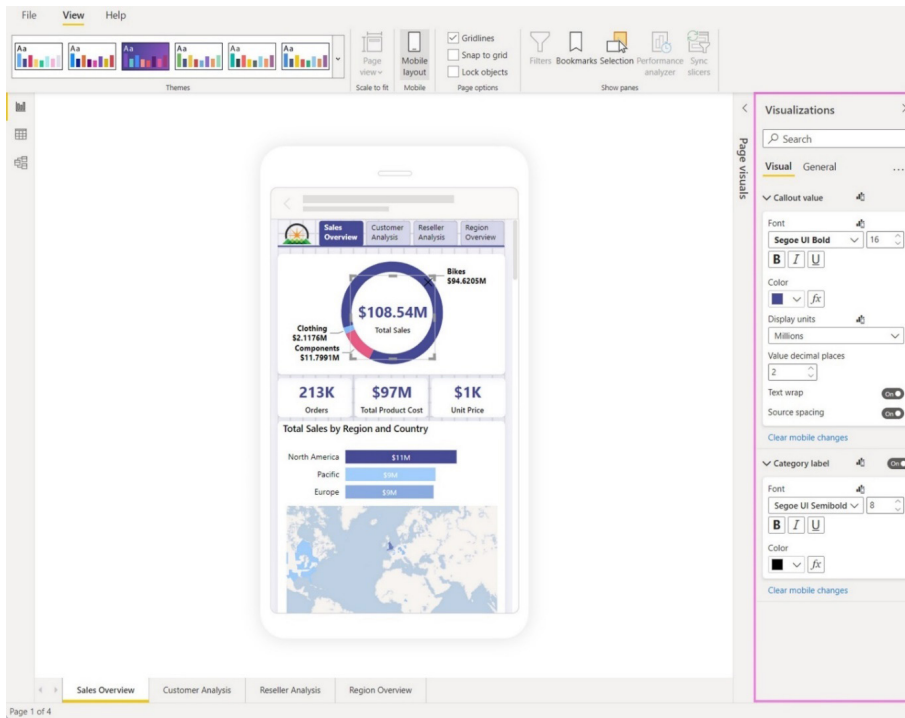 File View Help
Aa Aa Aa Aa Aa Aa
Page view
Mobile layout
Gridlines
Snap to grid
Lock objects
Filters Bookmarks Selection Performance analyzer Sync slicers
Themes Scale to fit Mobile Page options Show panes
Page visuals
Sales Overview
Customer Analysis
Reseller Analysis
Region Overview
Bikes
$94.6205M
$108.54M
Total Sales
Clothing
$2.1176M
Components
$11.7991M
213K
Orders
$97M
Total Product Cost
$1K
Unit Price
Total Sales by Region and Country
North America $11M
Pacific $9M
Europe $9M
Sales Overview Customer Analysis Reseller Analysis Region Overview
Page 1 of 4
Visualizations
Search
Visual General ...
Callout value
Font
Segoe UI Bold 16
B I U
Color
fx
Display units
Millions
Value decimal places
2
Text wrap On
Source spacing On
Clear mobile changes
Category label On
Font
Segoe UI Semibold 8
B I U
Color
fx
Clear mobile changes